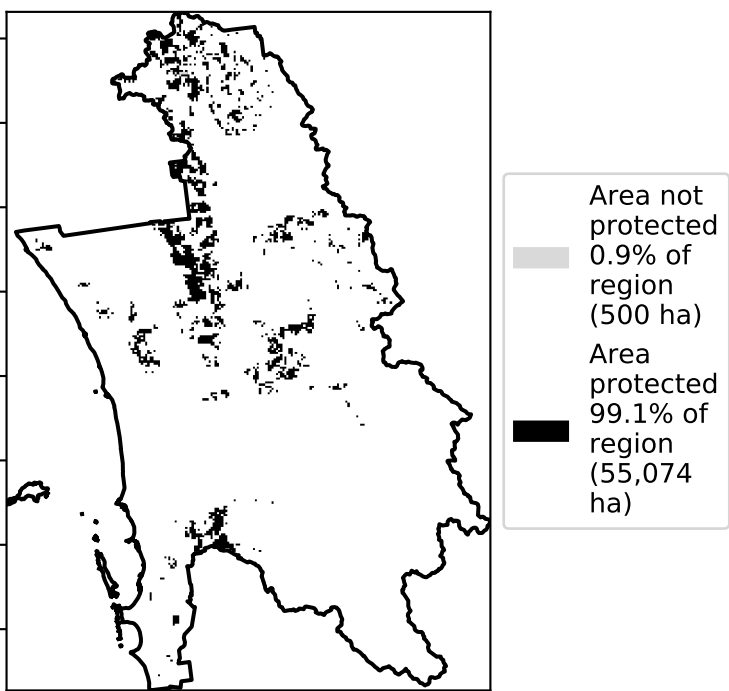 Area not
protected
0.9% of
region
(500 ha)
Area
protected
99.1% of
region
(55,074
ha)